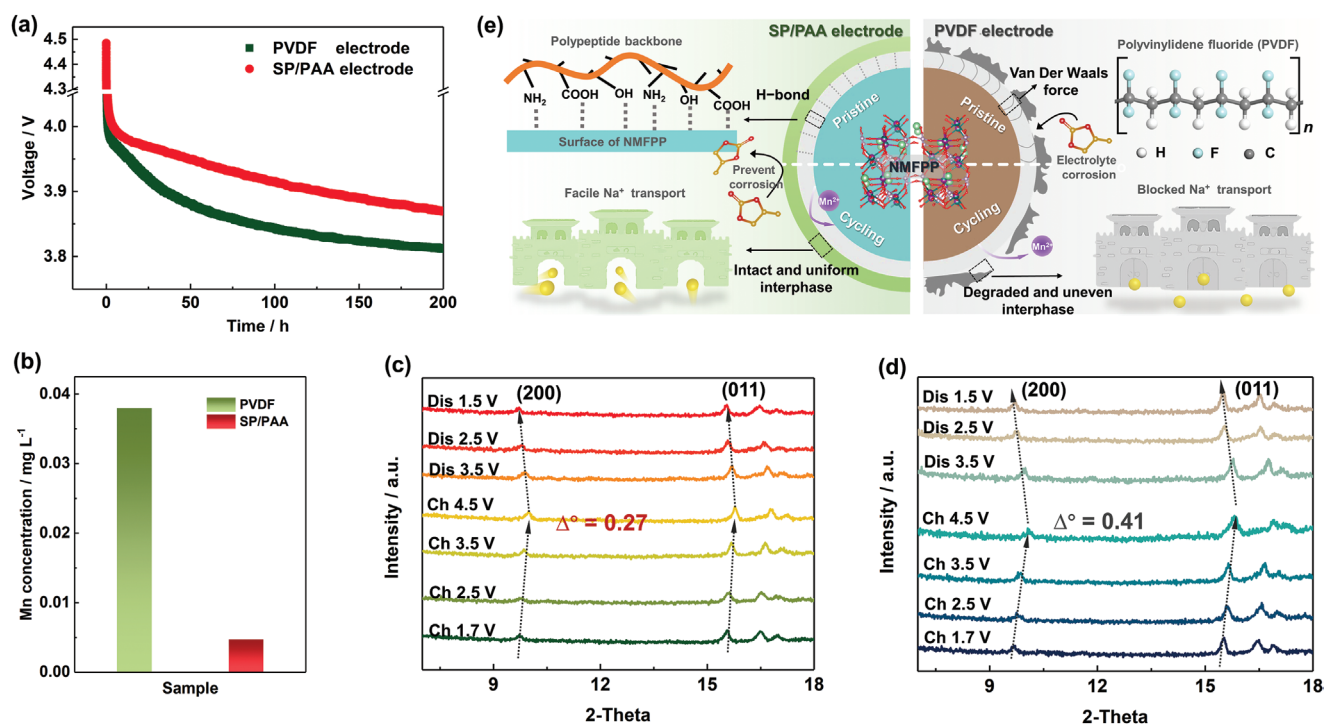 (a)
4.5
4.4
4.3
4.0
3.9
3.8
Voltage / V
PVDF electrode
SP/PAA electrode
0
50
100
150
200
Time / h
(e)
SP/PAA electrode
PVDF electrode
Polypeptide backbone
NH2
COOH
OH
NH2
OH
COOH
H−bond
Surface of NMFPP
Prevent
corrosion
Facile Na+ transport
Mn2+
Pristine
Cycling
Intact and uniform
interphase
NMFPP
Pristine
Cycling
Van Der Waals
force
Electrolyte
corrosion
Mn2+
Degraded and uneven
interphase
Polyvinylidene fluoride (PVDF)
n
H
F
C
Blocked Na+ transport
(b)
0.04
0.03
0.02
0.01
0.00
Mn concentration / mg L-1
PVDF
SP/PAA
Sample
(c)
(200)
(011)
Dis 1.5 V
Dis 2.5 V
Dis 3.5 V
Ch 4.5 V
Δ° = 0.27
Ch 3.5 V
Ch 2.5 V
Ch 1.7 V
Intensity / a.u.
9
12
15
18
2-Theta
(d)
(200)
(011)
Dis 1.5 V
Dis 2.5 V
Dis 3.5 V
Ch 4.5 V
Δ° = 0.41
Ch 3.5 V
Ch 2.5 V
Ch 1.7 V
Intensity / a.u.
9
12
15
18
2-Theta